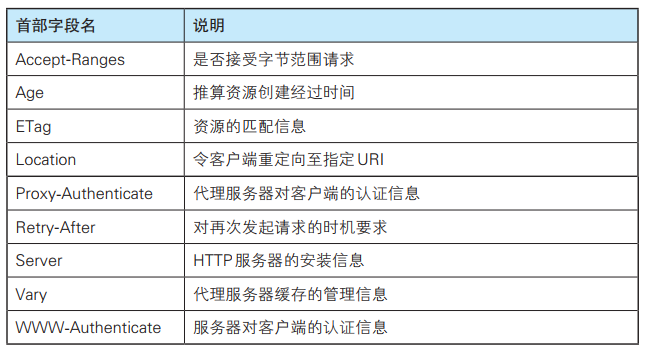 首部字段名 说明
Accept-Ranges 是否接受字节范围请求
Age 推算资源创建经过时间
ETag 资源的匹配信息
Location 令客户端重定向至指定URI
Proxy-Authenticate 代理服务器对客户端的认证信息
Retry-After 对再次发起请求的时机要求
Server HTTP服务器的安装信息
Vary 代理服务器缓存的管理信息
WWW-Authenticate 服务器对客户端的认证信息